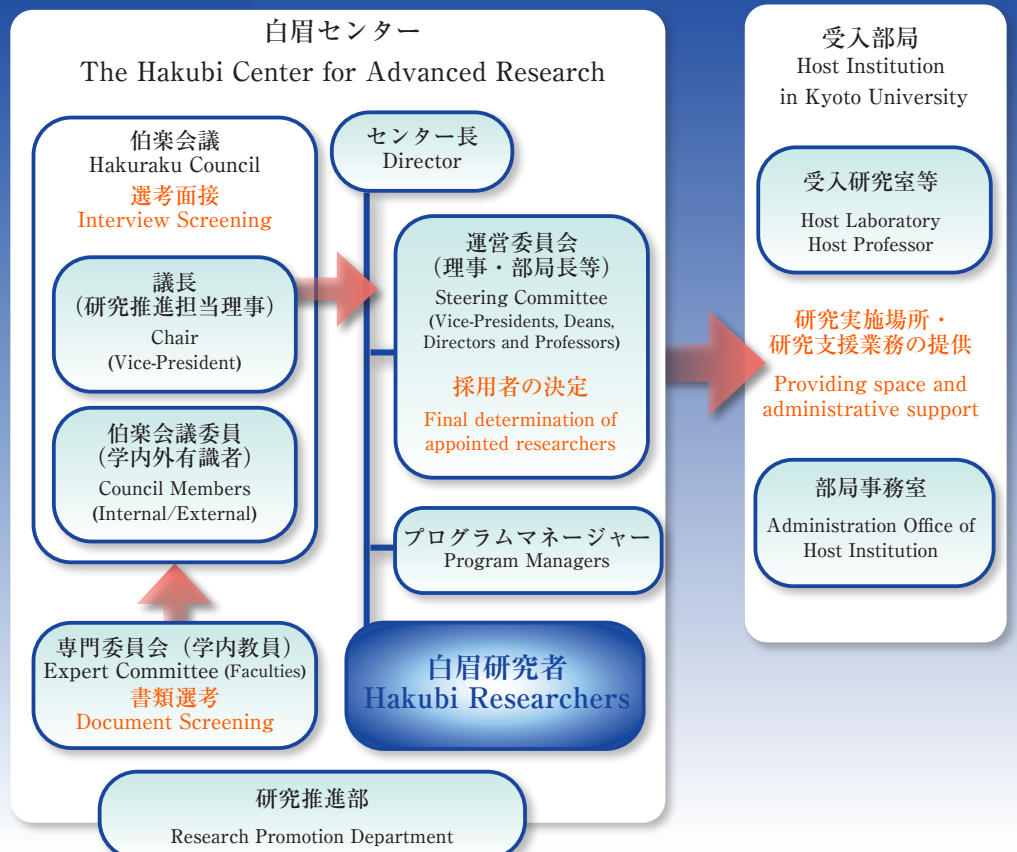 白眉センター
The Hakubi Center for Advanced Research
伯楽会議
Hakuraku Council
選考面接
Interview Screening
議長
(研究推進担当理事)
Chair
(Vice-President)
伯楽会議委員
(学内外有識者)
Council Members
(Internal/External)
専門委員会(学内教員)
Expert Committee (Faculties)
書類選考
Document Screening
センター長
Director
運営委員会
(理事・部局長等)
Steering Committee
(Vice-Presidents, Deans,
Directors and Professors)
採用者の決定
Final determination of
appointed researchers
プログラムマネージャー
Program Managers
白眉研究者
Hakubi Researchers
研究推進部
Research Promotion Department
受入部局
Host Institution
in Kyoto University
受入研究室等
Host Laboratory
Host Professor
研究実施場所・
研究支援業務の提供
Providing space and
administrative support
部局事務室
Administration Office of
Host Institution